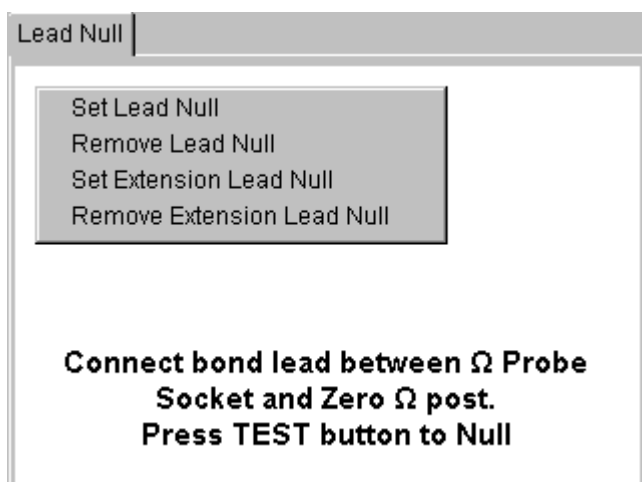 Lead Null
Set Lead Null
Remove Lead Null
Set Extension Lead Null
Remove Extension Lead Null
Connect bond lead between Ω Probe
Socket and Zero Ω post.
Press TEST button to Null